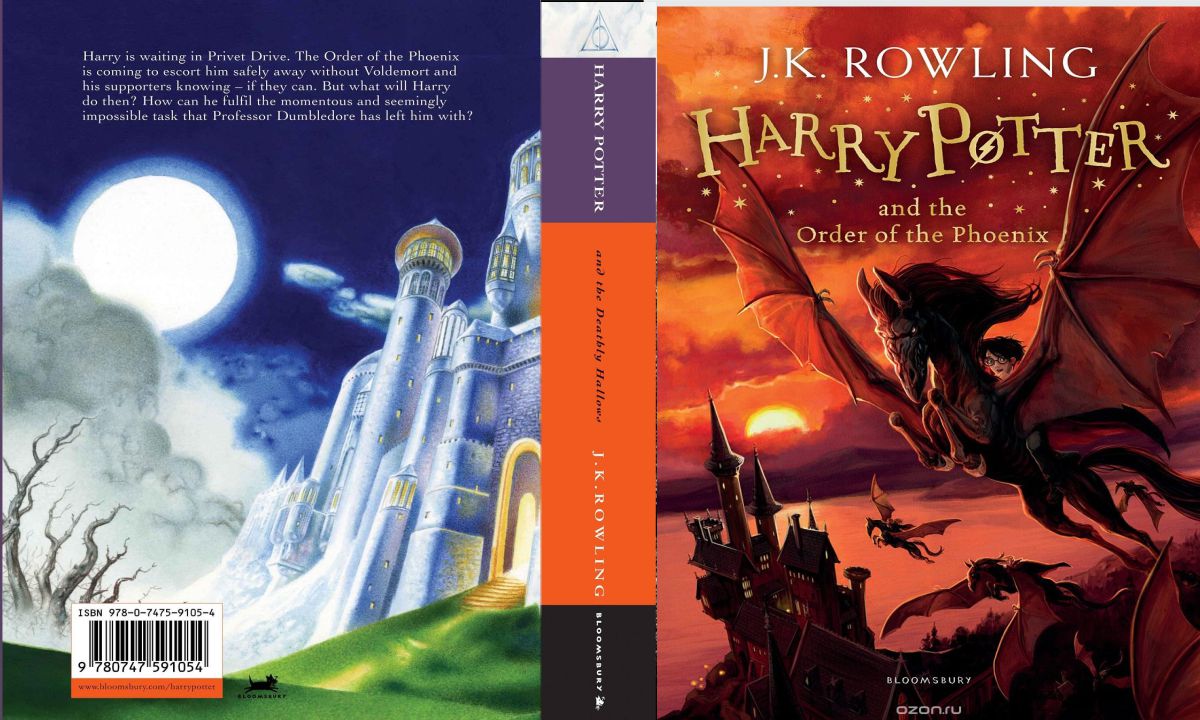 Harry is waiting in Privet Drive. The Order of the Phoenix
is coming to escort him safely away without Voldemort and
his supporters knowing – if they can. But what will Harry
do then? How can he fulfil the momentous and seemingly
impossible task that Professor Dumbledore has left him with?
ISBN 978-0-7475-9105-4
9 780747 591054
www.bloomsbury.com/harrypotter
BLOOMSBURY
HARRY POTTER
and the Deathly Hallows
J.K.ROWLING
BLOOMSBURY
J.K. ROWLING
HARRY POTTER
and the
Order of the Phoenix
BLOOMSBURY
ozon.ru